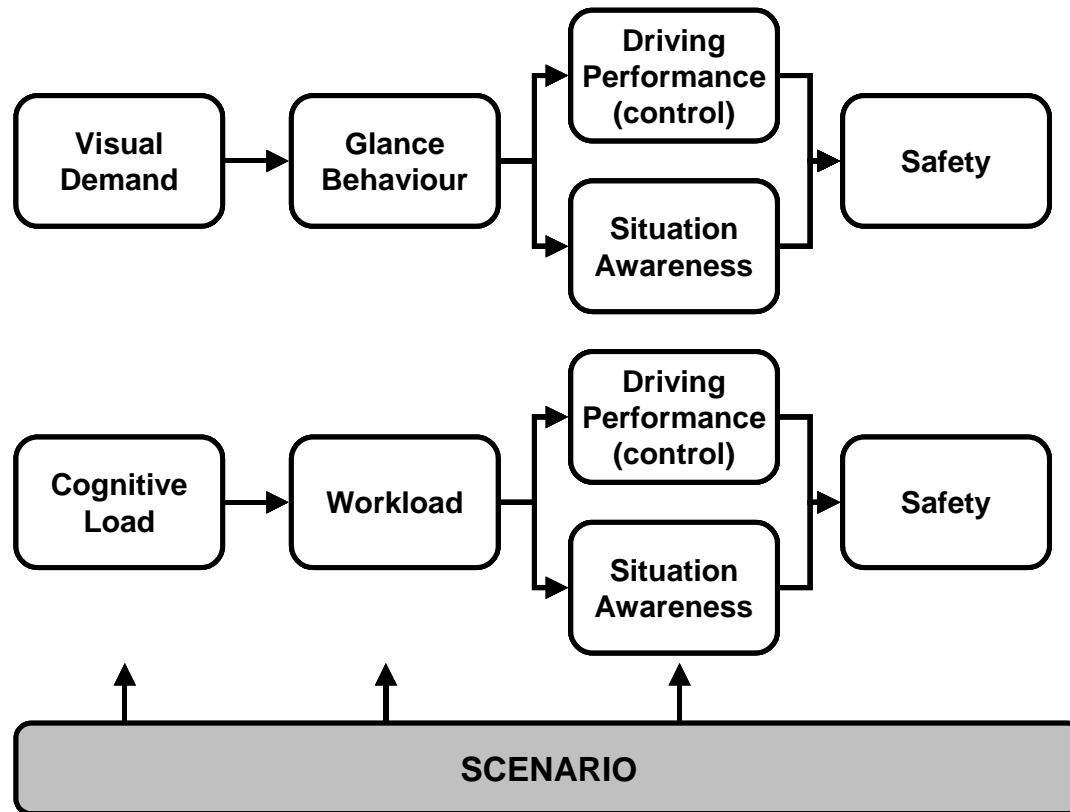 Visual
Demand
Glance
Behaviour
Driving
Performance
(control)
Situation
Awareness
Safety
Cognitive
Load
Workload
Driving
Performance
(control)
Situation
Awareness
Safety
SCENARIO